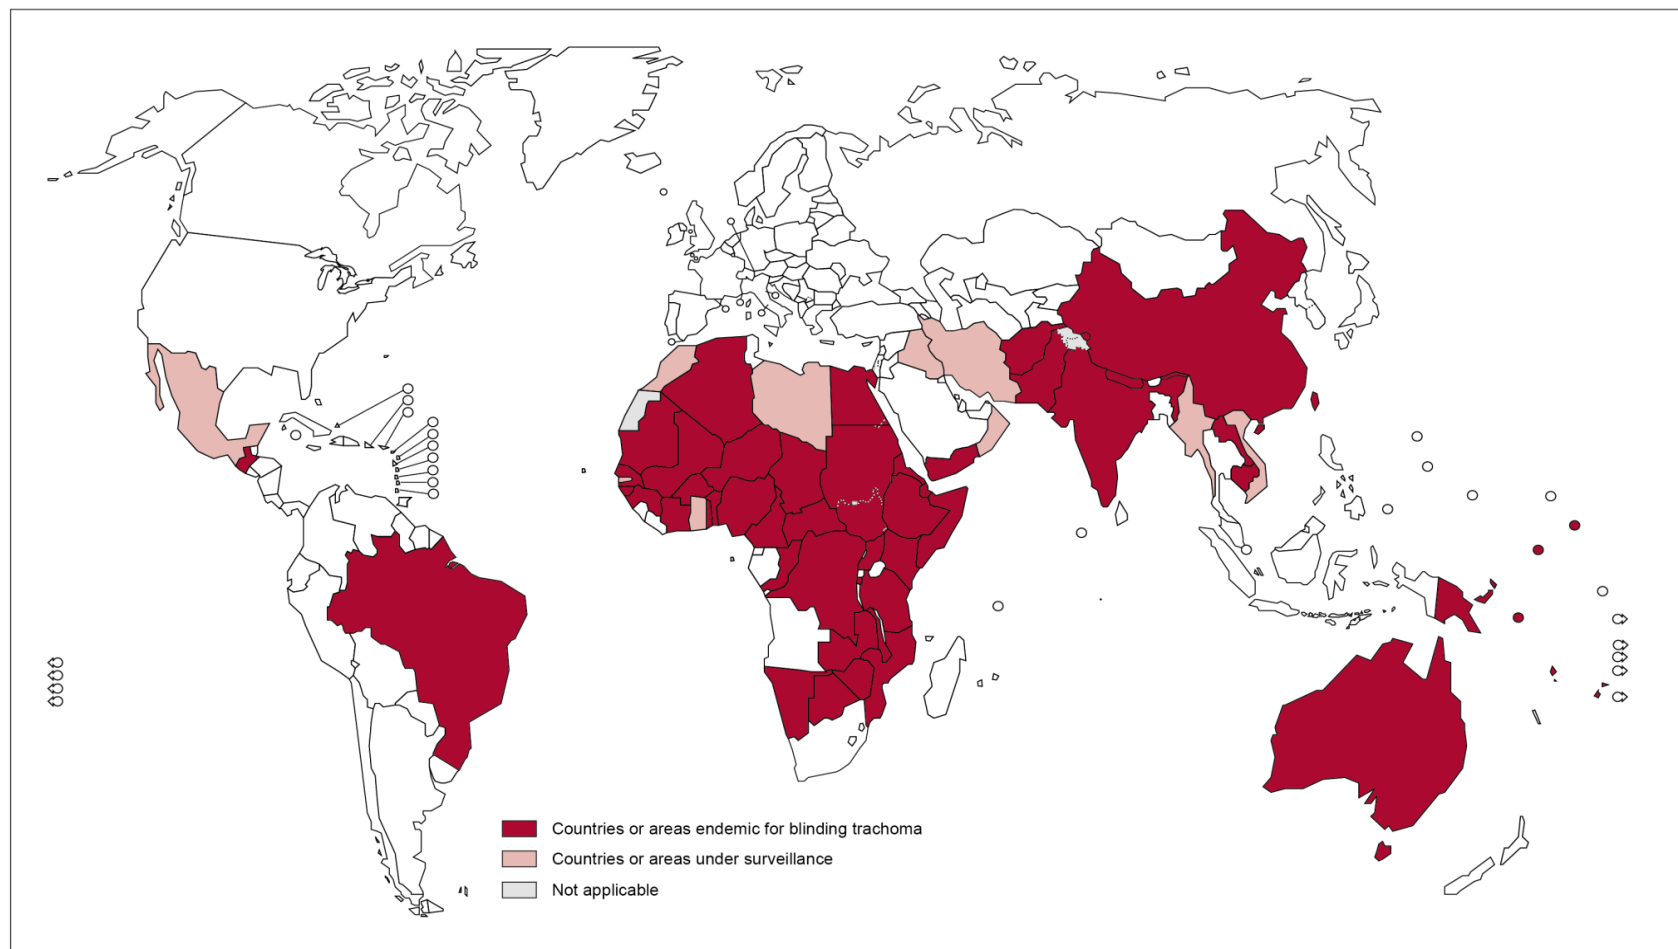 Countries or areas endemic for blinding trachoma
Countries or areas under surveillance
Not applicable